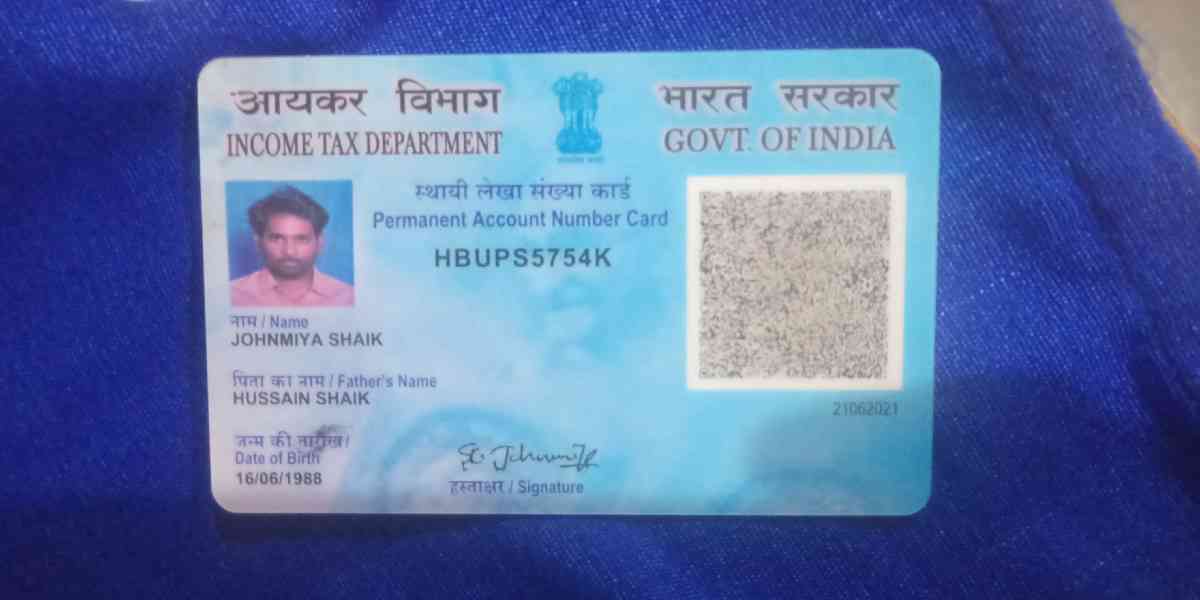 आयकर विभाग
INCOME TAX DEPARTMENT
भारत सरकार
GOVT. OF INDIA
स्थायी लेखा संख्या कार्ड
Permanent Account Number Card
HBUPS5754K
नाम / Name
JOHNMIYA SHAIK
पिता का नाम / Father's Name
HUSSAIN SHAIK
जन्म की तारीख/
Date of Birth
16/06/1988
हस्ताक्षर / Signature
21062021